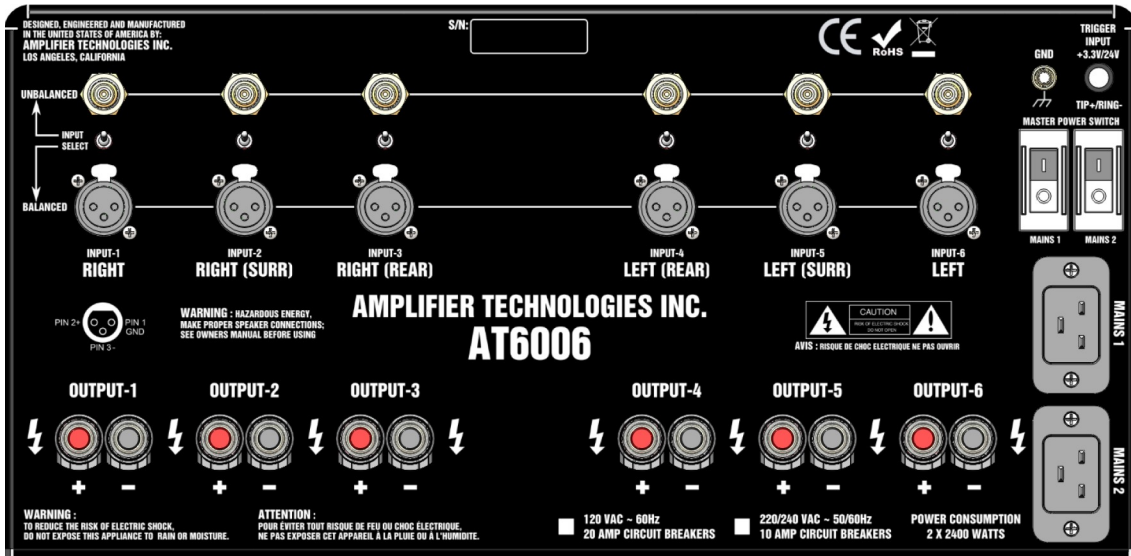 DESIGNED, ENGINEERED AND MANUFACTURED
IN THE UNITED STATES OF AMERICA BY:
AMPLIFIER TECHNOLOGIES INC.
LOS ANGELES, CALIFORNIA
S/N:
CE
RoHS
GND
TRIGGER
INPUT
+3.3V/24V
TIP+/RING-
UNBALANCED
INPUT
SELECT
BALANCED
MASTER POWER SWITCH
MAINS 1
MAINS 2
INPUT-1
RIGHT
INPUT-2
RIGHT (SURR)
INPUT-3
RIGHT (REAR)
INPUT-4
LEFT (REAR)
INPUT-5
LEFT (SURR)
INPUT-6
LEFT
PIN 2+
PIN 1
GND
PIN 3-
WARNING : HAZARDOUS ENERGY,
MAKE PROPER SPEAKER CONNECTIONS;
SEE OWNERS MANUAL BEFORE USING
AMPLIFIER TECHNOLOGIES INC.
AT6006
CAUTION
RISK OF ELECTRIC SHOCK
DO NOT OPEN
AVIS : RISQUE DE CHOC ELECTRIQUE NE PAS OUVRIR
MAINS 1
OUTPUT-1
OUTPUT-2
OUTPUT-3
OUTPUT-4
OUTPUT-5
OUTPUT-6
+ −
+ −
+ −
+ −
+ −
+ −
MAINS 2
WARNING :
TO REDUCE THE RISK OF ELECTRIC SHOCK,
DO NOT EXPOSE THIS APPLIANCE TO RAIN OR MOISTURE.
ATTENTION :
POUR ÉVITER TOUT RISQUE DE FEU OU CHOC ÉLECTRIQUE,
NE PAS EXPOSER CET APPAREIL À LA PLUIE OU À L'HUMIDITE.
120 VAC ~ 60Hz
20 AMP CIRCUIT BREAKERS
220/240 VAC ~ 50/60Hz
10 AMP CIRCUIT BREAKERS
POWER CONSUMPTION
2 X 2400 WATTS